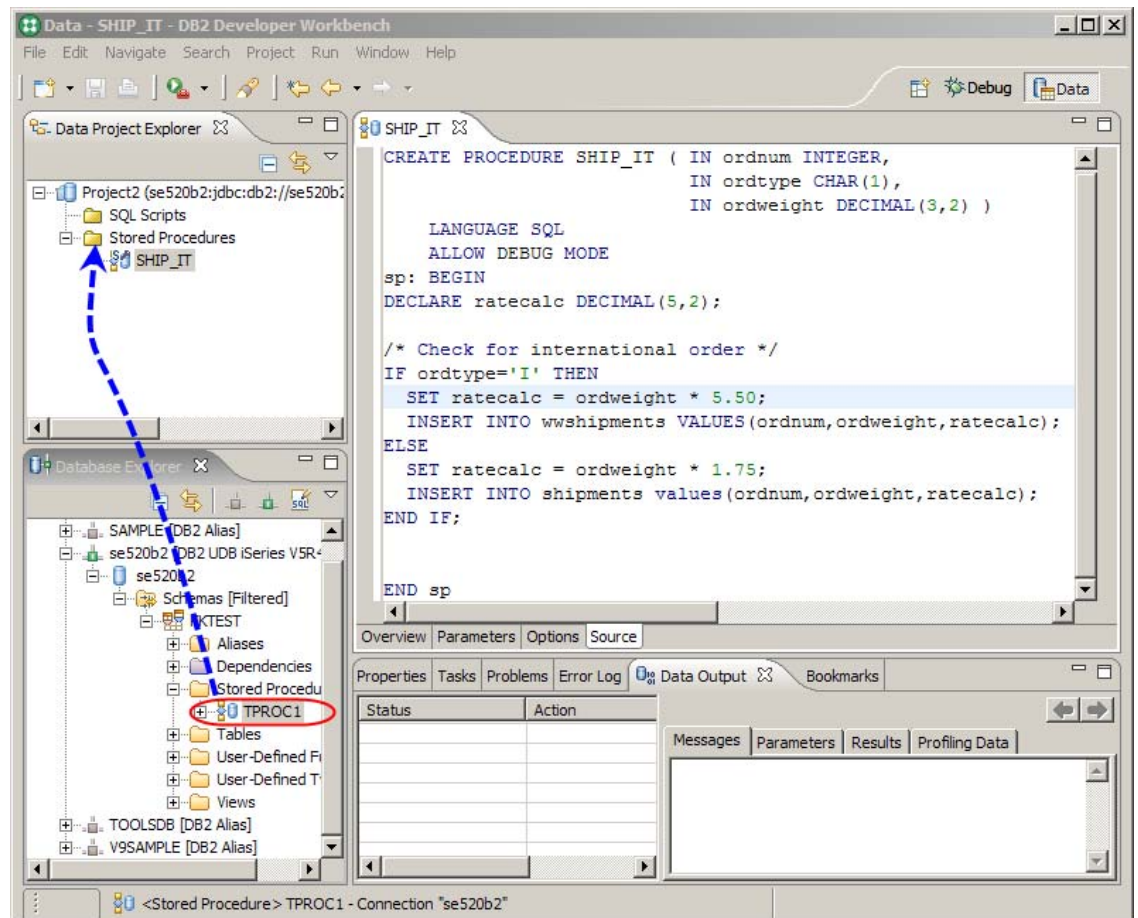 Data - SHIP_IT - DB2 Developer Workbench
File Edit Navigate Search Project Run Window Help
Debug Data
Data Project Explorer
Project2 (se520b2:jdbc:db2://se520b2
SQL Scripts
Stored Procedures
SHIP_IT
SHIP_IT
CREATE PROCEDURE SHIP_IT ( IN ordnum INTEGER,
IN ordtype CHAR(1),
IN ordweight DECIMAL(3,2) )
LANGUAGE SQL
ALLOW DEBUG MODE
sp: BEGIN
DECLARE ratecalc DECIMAL(5,2);
/* Check for international order */
IF ordtype='I' THEN
SET ratecalc = ordweight * 5.50;
INSERT INTO wwshipments VALUES(ordnum,ordweight,ratecalc);
ELSE
SET ratecalc = ordweight * 1.75;
INSERT INTO shipments values(ordnum,ordweight,ratecalc);
END IF;
END sp
Overview Parameters Options Source
Database Explorer
SAMPLE [DB2 Alias]
se520b2 [DB2 UDB iSeries V5R4
se520b2
Schemas [Filtered]
Aliases
Dependencies
Stored Procedu
TPROC1
Tables
User-Defined F
User-Defined T
Views
TOOLSDB [DB2 Alias]
V9SAMPLE [DB2 Alias]
Properties Tasks Problems Error Log Data Output Bookmarks
Status Action
Messages Parameters Results Profiling Data
<Stored Procedure> TPROC1 - Connection "se520b2"